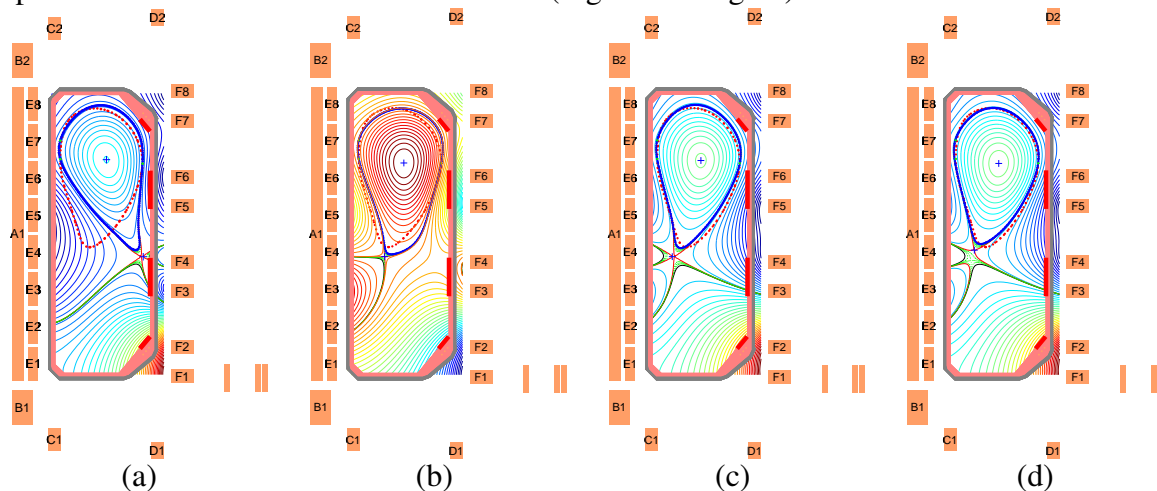 D2
C2
B2
F8
E8
F7
E7
F6
E6
F5
E5
A1
E4
F4
E3
F3
E2
F2
E1
F1
B1
C1
D1
(a)
D2
C2
B2
F8
E8
F7
E7
F6
E6
F5
E5
A1
E4
F4
E3
F3
E2
F2
E1
F1
B1
C1
D1
(b)
D2
C2
B2
F8
E8
F7
E7
F6
E6
F5
E5
A1
E4
F4
E3
F3
E2
F2
E1
F1
B1
C1
D1
(c)
D2
C2
B2
F8
E8
F7
E7
F6
E6
F5
E5
A1
E4
F4
E3
F3
E2
F2
E1
F1
B1
C1
D1
(d)